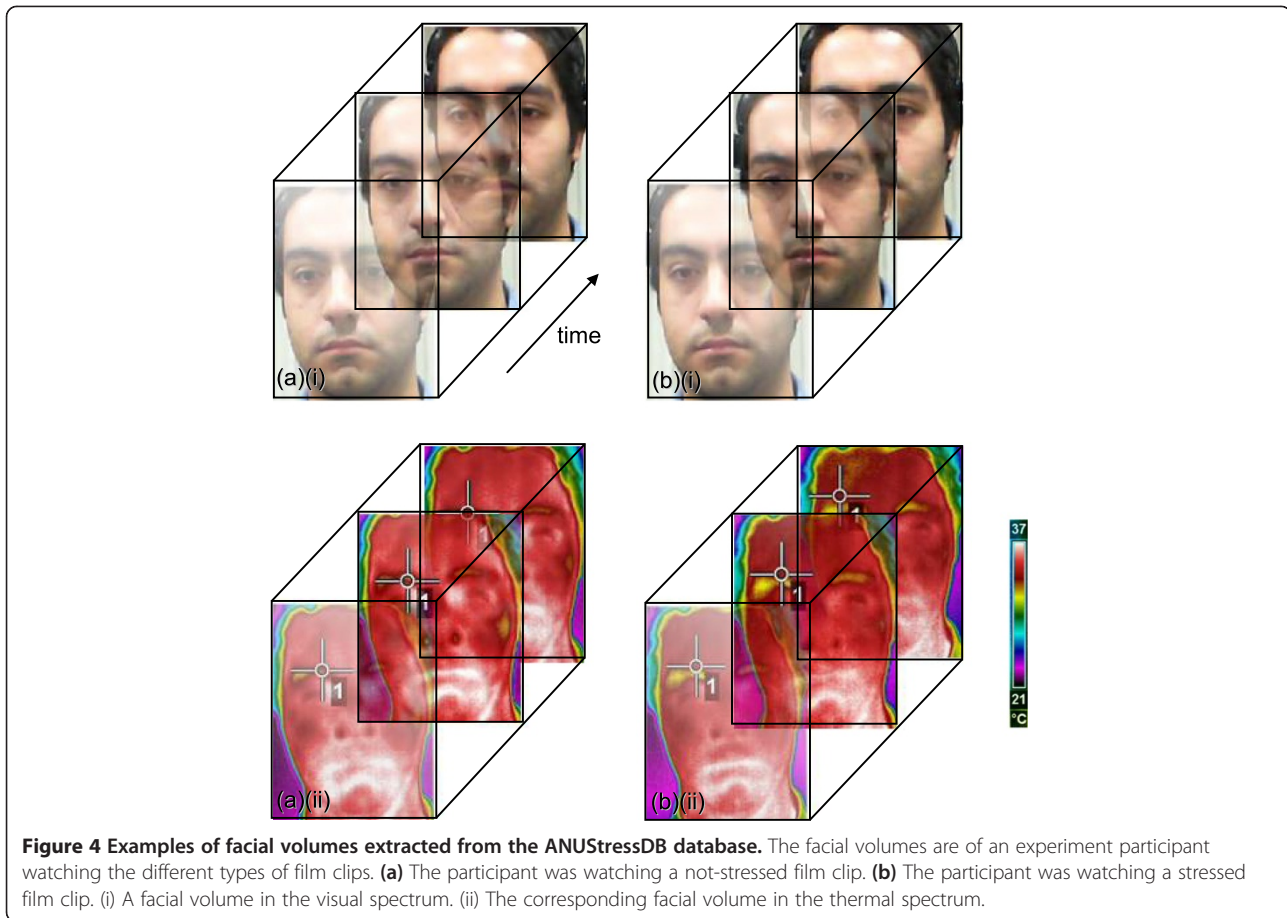 (a)(i)
time
(b)(i)
1
1
1
(a)(ii)
1
1
1
(b)(ii)
37
21
°C
Figure 4 Examples of facial volumes extracted from the ANUStressDB database. The facial volumes are of an experiment participant
watching the different types of film clips. (a) The participant was watching a not-stressed film clip. (b) The participant was watching a stressed
film clip. (i) A facial volume in the visual spectrum. (ii) The corresponding facial volume in the thermal spectrum.